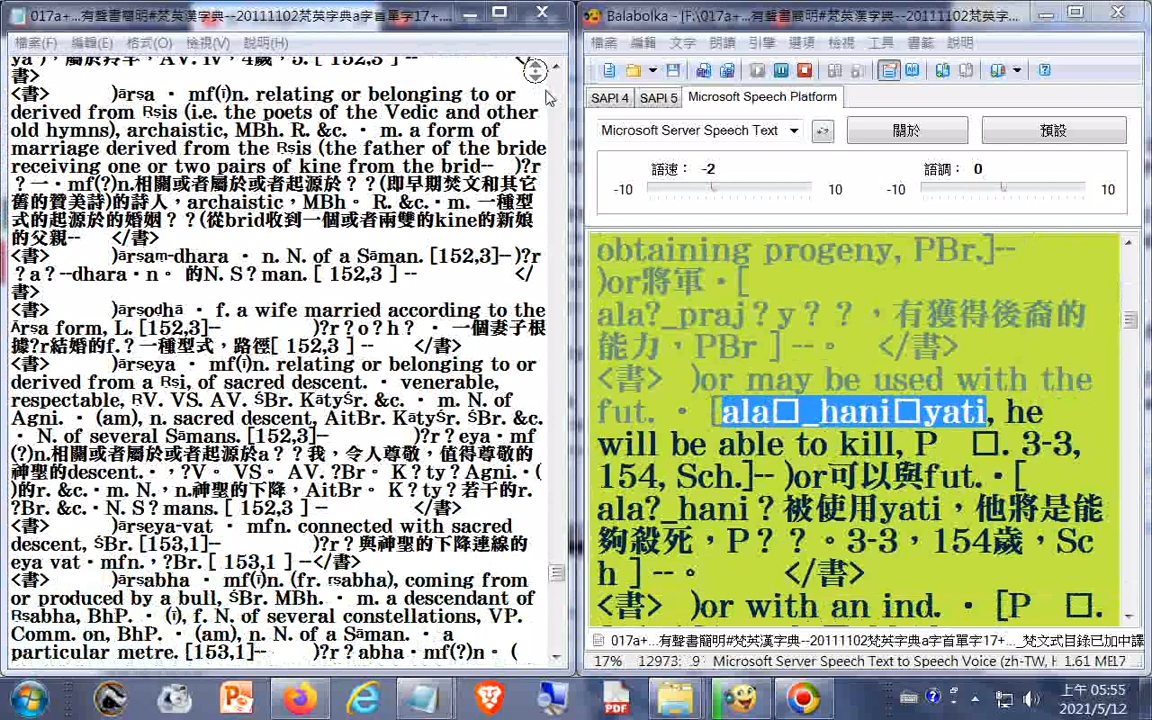 017a+...有聲書簡明#梵英漢字典--20111102梵英字典a字首單字17+...
檔案(F) 編輯(E) 格式(O) 檢視(V) 說明(H)
書>
<書> )ārsa · mf(ī)n. relating or belonging to or
derived from Ṛsis (i.e. the poets of the Vedic and other
old hymns), archaistic, MBh. R. &c. · m. a form of
marriage derived from the Ṛsis (the father of the bride
receiving one or two pairs of kine from the brid-- )?r
?一·mf(?)n.相關或者屬於或者起源於??(即早期焚文和其它
舊的贊美詩)的詩人,archaistic,MBh。R. &c.·m. 一種型
式的起源於的婚姻??(從brid收到一個或者兩雙的kine的新娘
的父親-- </書>
<書> )ārsaṃ-dhara · n. N. of a Sāman. [152,3]--)?r
?a?--dhara·n。的N. S?man. [ 152,3 ] </
書>
<書> )ārsoḍhā · f. a wife married according to the
Ārsa form, L. [152,3]-- )?r?o?h? · 一個妻子根
據?r結婚的f.?一種型式,路徑[ 152,3 ] </書>
<書> )ārseya · mf(ī)n. relating or belonging to or
derived from a Ṛsi, of sacred descent. · venerable,
respectable, ṚV. VS. AV. ŚBr. KātyŚr. &c. · m. N. of
Agni. · (am), n. sacred descent, AitBr. KātyŚr. ŚBr. &c.
· N. of several Sāmans. [152,3] )?r?eya·mf
(?)n.相關或者屬於或者起源於a??我,令人尊敬,值得尊敬的
神聖的descent.·,?V。 VS。 AV. ?Br。 K?ty?Agni.·(
)的r. &c.·m. N.,n.神聖的下降,AitBr。 K?ty?若干的r.
?Br. &c.·N. S?mans. [ 152,3 ] </書>
<書> )ārseya-vat · mfn. connected with sacred
descent, ŚBr. [153,1] )?r?與神聖的下降連線的
eya vat·mfn.,?Br. [ 153,1 ] --</書>
<書> )ārsabha · mf(ī)n. (fr. ṛsabha), coming from
or produced by a bull, ŚBr. MBh. · m. a descendant of
Ṛsabha, BhP. · (ī), f. N. of several constellations, VP.
Comm. on, BhP. · (am), n. N. of a Sāman. · a
particular metre. [153,1]-- )?r?abha·mf(?)n·(
Balabolka - [F:\017a+...有聲書簡明#梵英漢字典--20111102梵英字...
檔案 編輯 文字 朗讀 引擎 選項 檢視 工具 書籤 說明
SAPI 4 SAPI 5 Microsoft Speech Platform
Microsoft Server Speech Text 關於 預設
語速: -2 語調: 0
-10 10 -10 10
obtaining progeny, PBr.]--
)or將軍·[
ala?_praj?y??,有獲得後裔的
能力,PBr ]--。 </書>
<書> )or may be used with the
fut. · [ala□_hani□yati, he
will be able to kill, P □. 3-3,
154, Sch.]-- )or可以與fut.·[
ala?_hani?被使用yati,他將是能
夠殺死,P??。3-3,154歲,Sc
h ]--。 </書>
<書> )or with an ind. · [P □.
017a+...有聲書簡明#梵英漢字典--20111102梵英字典a字首單字17+..._梵文式目錄已加中譯
17% 12973: .9 Microsoft Server Speech Text to Speech Voice (zh-TW, H 1.61 MB
上午 05:55
2021/5/12